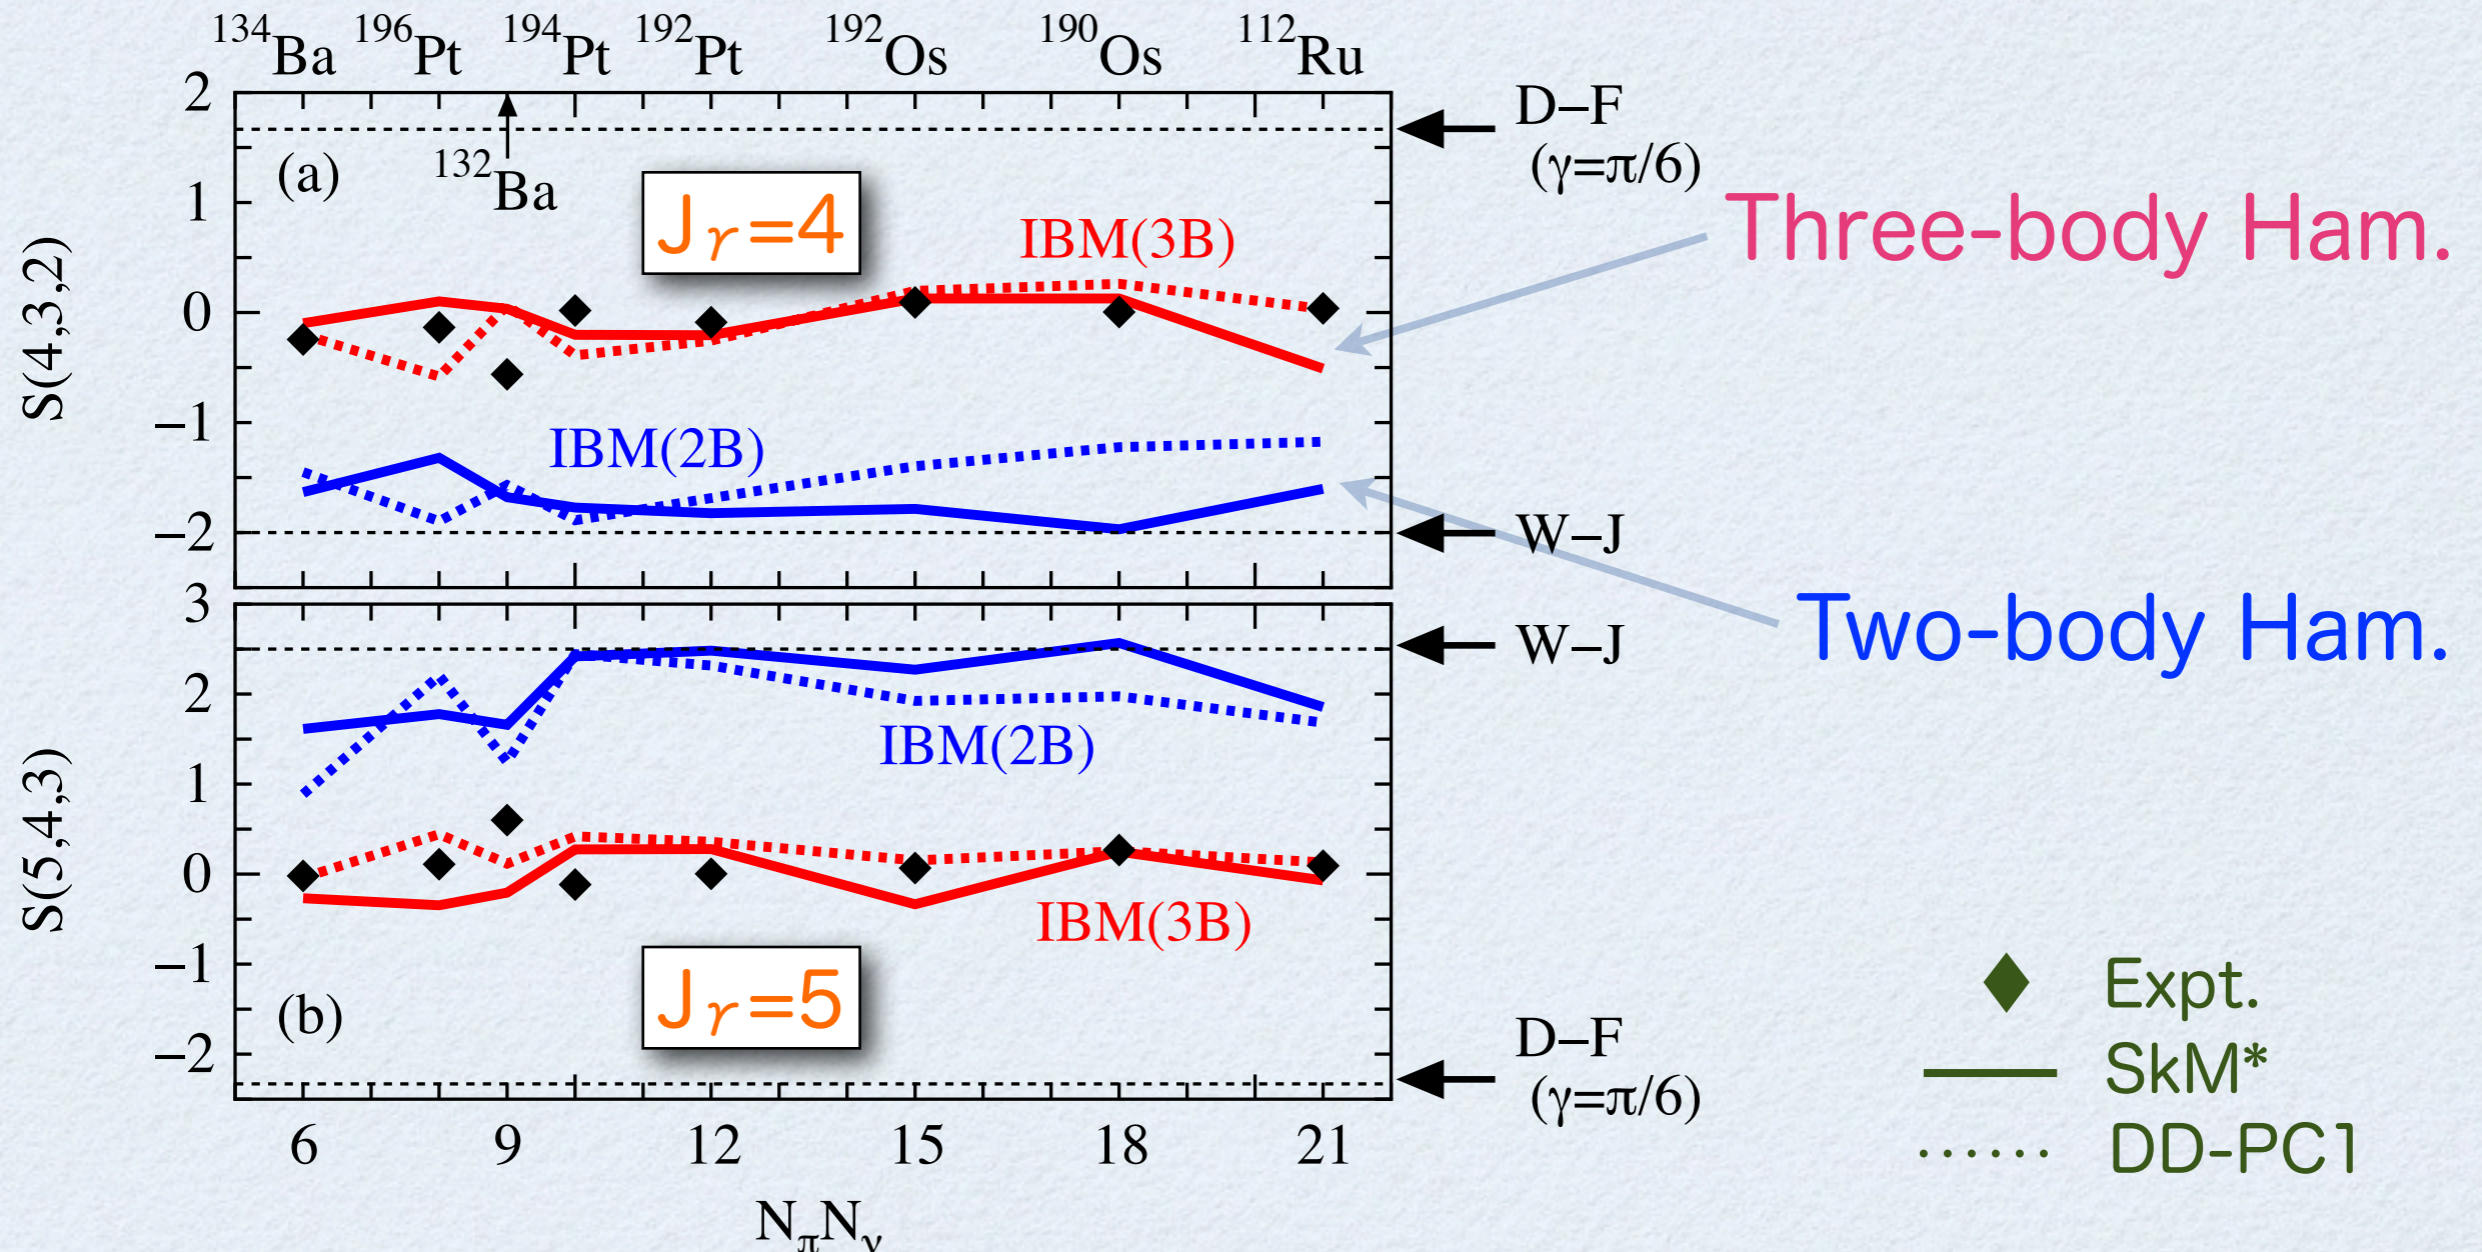 ¹³⁴Ba ¹⁹⁶Pt ¹⁹⁴Pt ¹⁹²Pt ¹⁹²Os ¹⁹⁰Os ¹¹²Ru
2
1
0
−1
−2
S(4,3,2)
(a)
¹³²Ba
Jγ=4
IBM(3B)
IBM(2B)
D–F
(γ=π/6)
W–J
Three-body Ham.
Two-body Ham.
3
2
1
0
−1
−2
S(5,4,3)
W–J
IBM(2B)
IBM(3B)
(b)
Jγ=5
D–F
(γ=π/6)
6 9 12 15 18 21
NπNν
Expt.
SkM*
DD-PC1